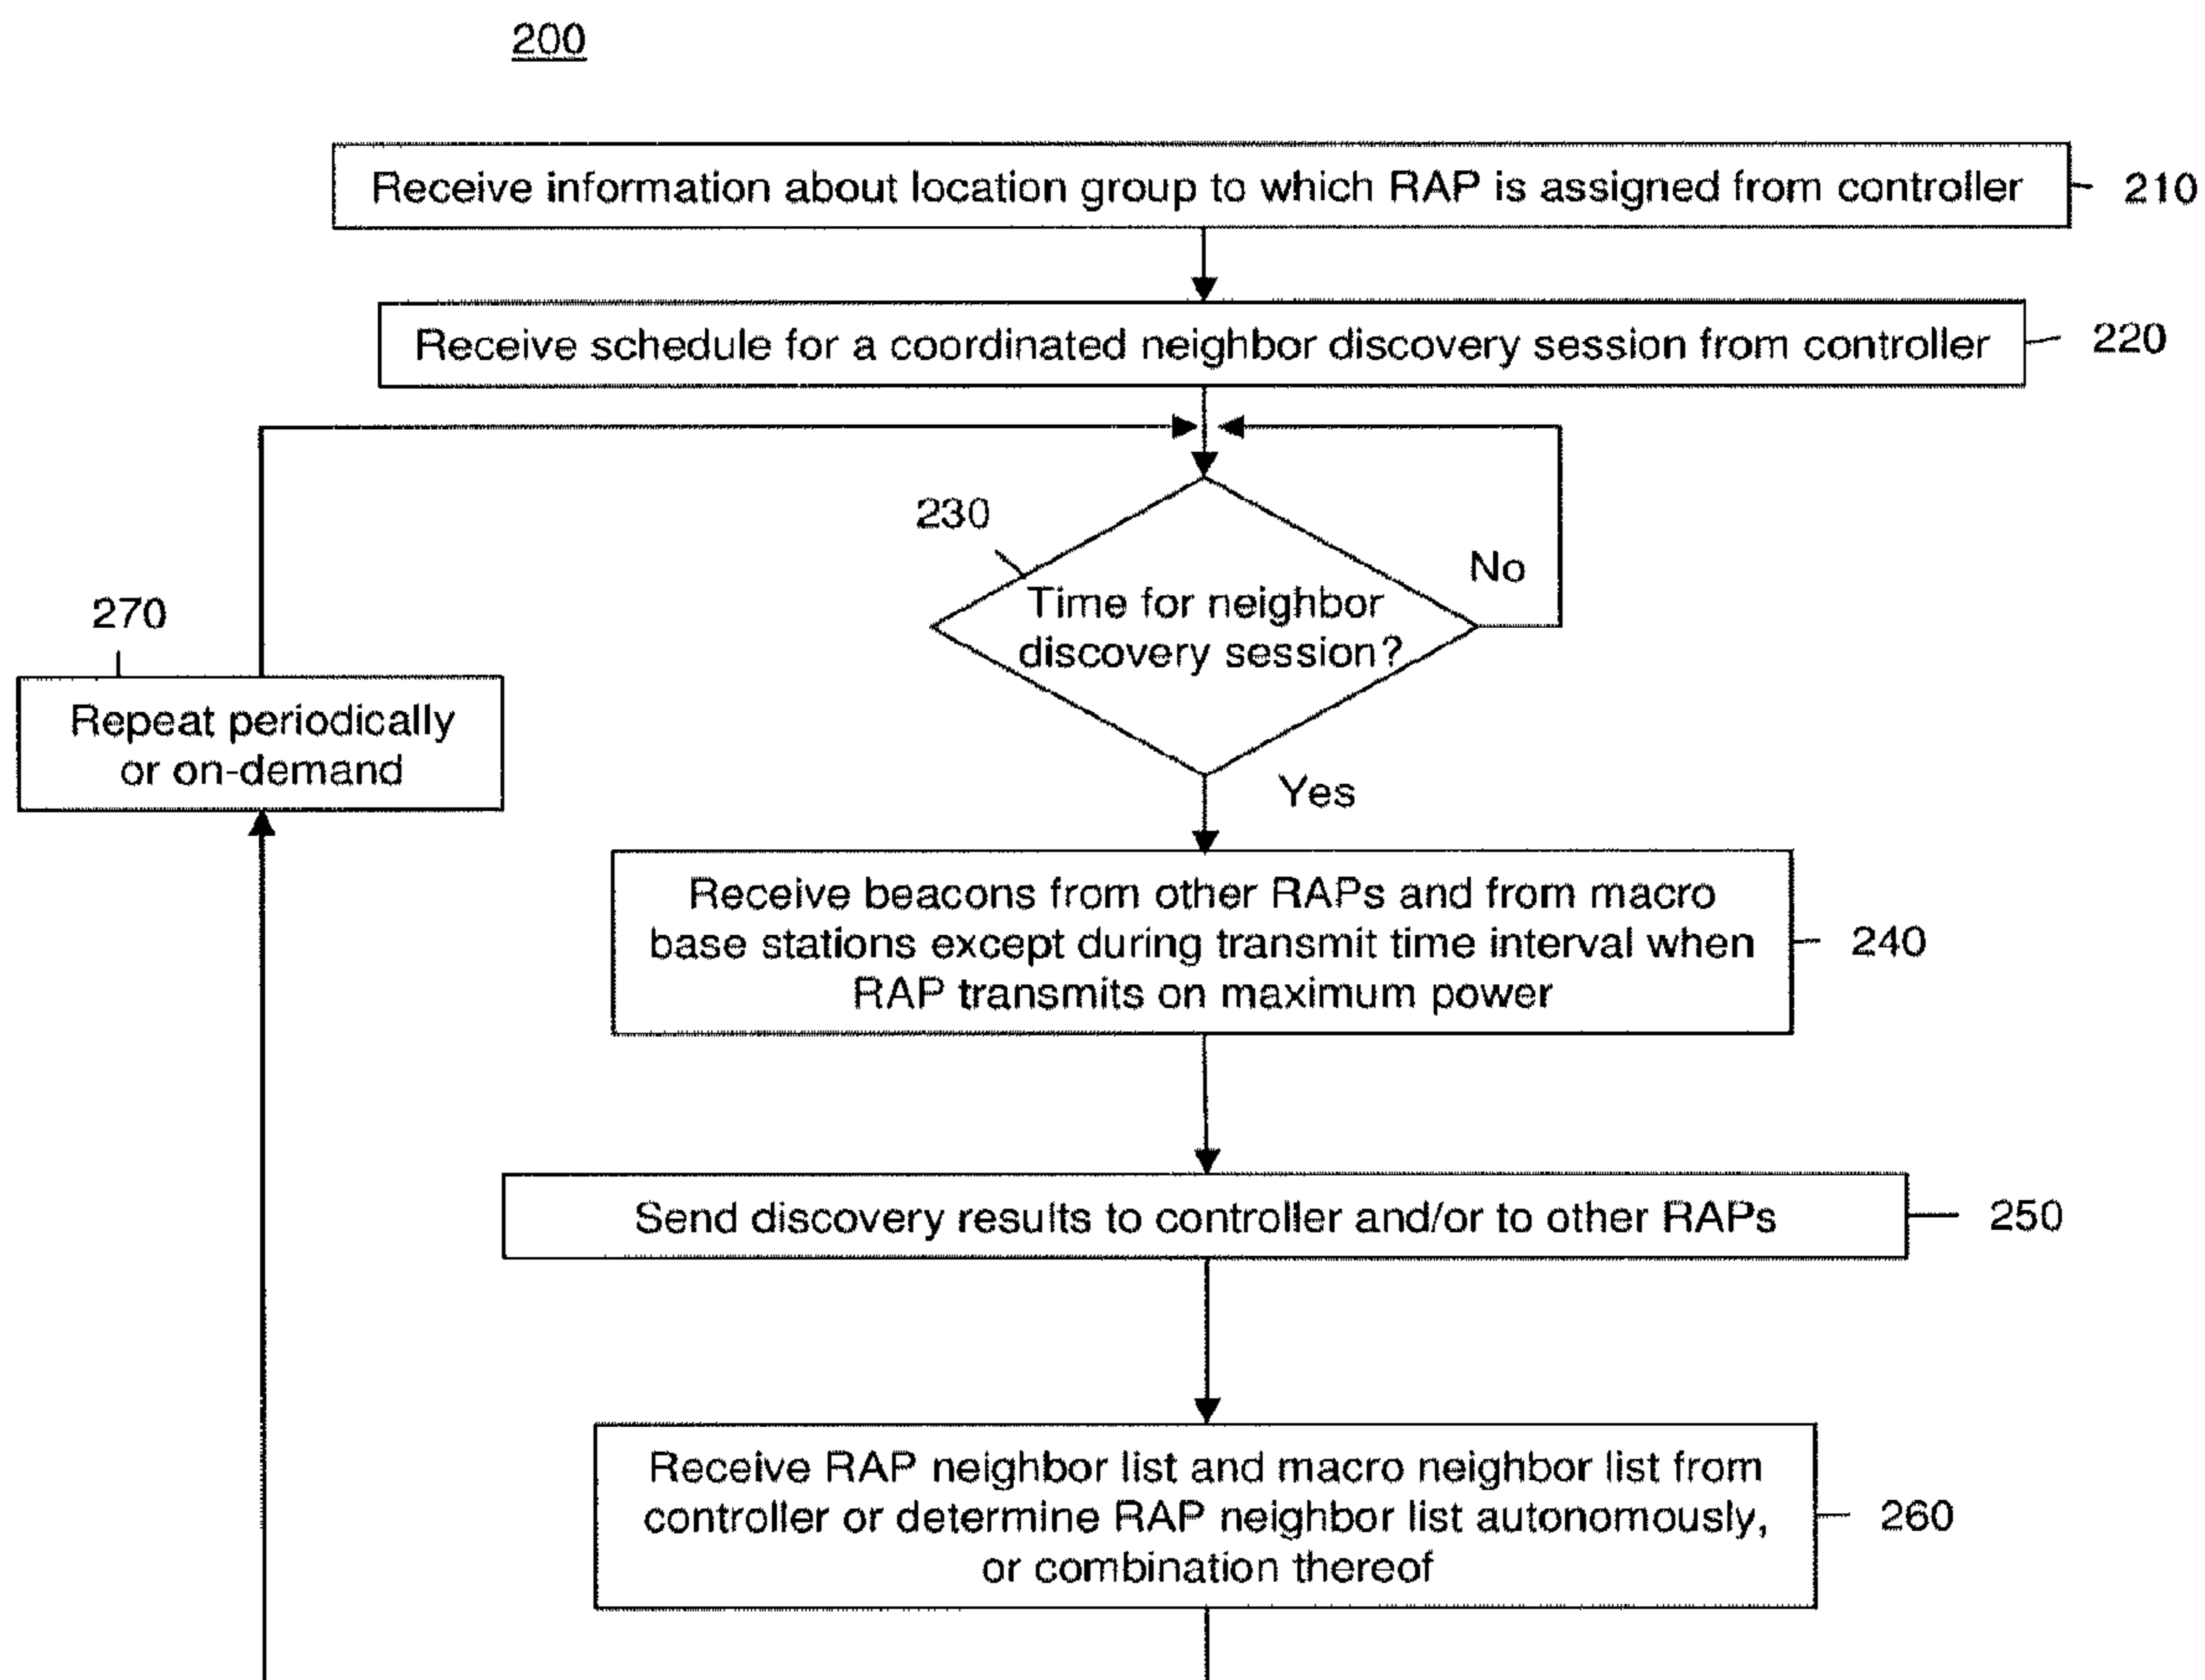 200
Receive information about location group to which RAP is assigned from controller
210
Receive schedule for a coordinated neighbor discovery session from controller
220
230
Time for neighbor
discovery session?
No
Yes
270
Repeat periodically
or on-demand
Receive beacons from other RAPs and from macro
base stations except during transmit time interval when
RAP transmits on maximum power
240
Send discovery results to controller and/or to other RAPs
250
Receive RAP neighbor list and macro neighbor list from
controller or determine RAP neighbor list autonomously,
or combination thereof
260